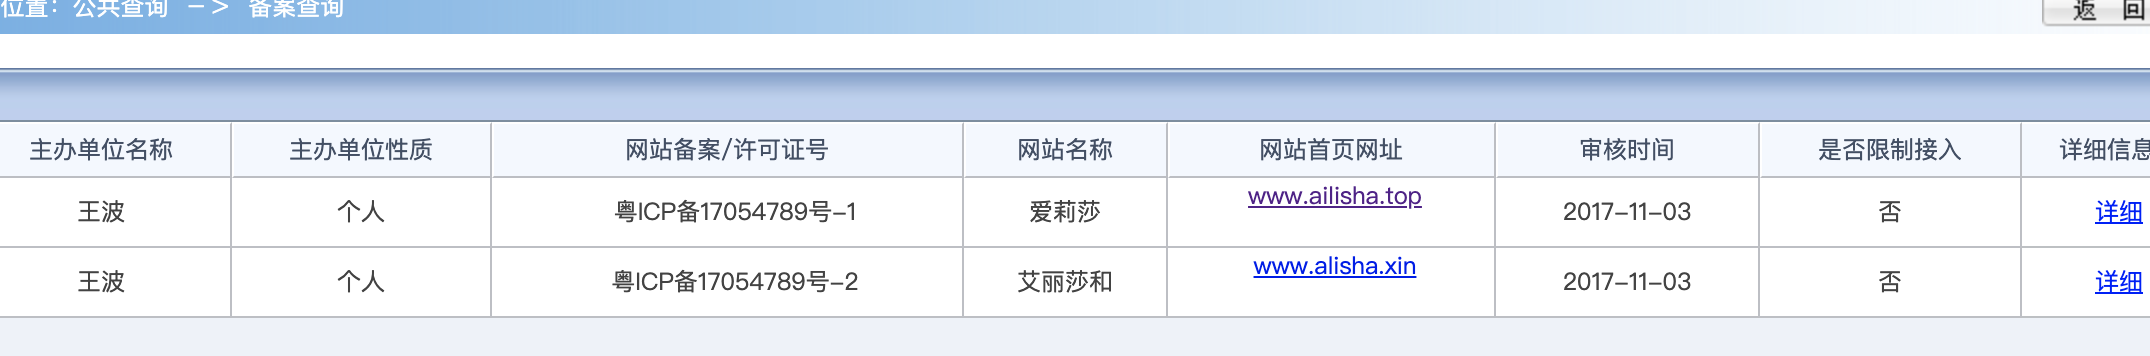 位置：公共查询 －> 备案查询
返 回
主办单位名称 主办单位性质 网站备案/许可证号 网站名称 网站首页网址 审核时间 是否限制接入 详细信息
王波 个人 粤ICP备17054789号-1 爱莉莎 www.ailisha.top 2017-11-03 否 详细
王波 个人 粤ICP备17054789号-2 艾丽莎和 www.alisha.xin 2017-11-03 否 详细